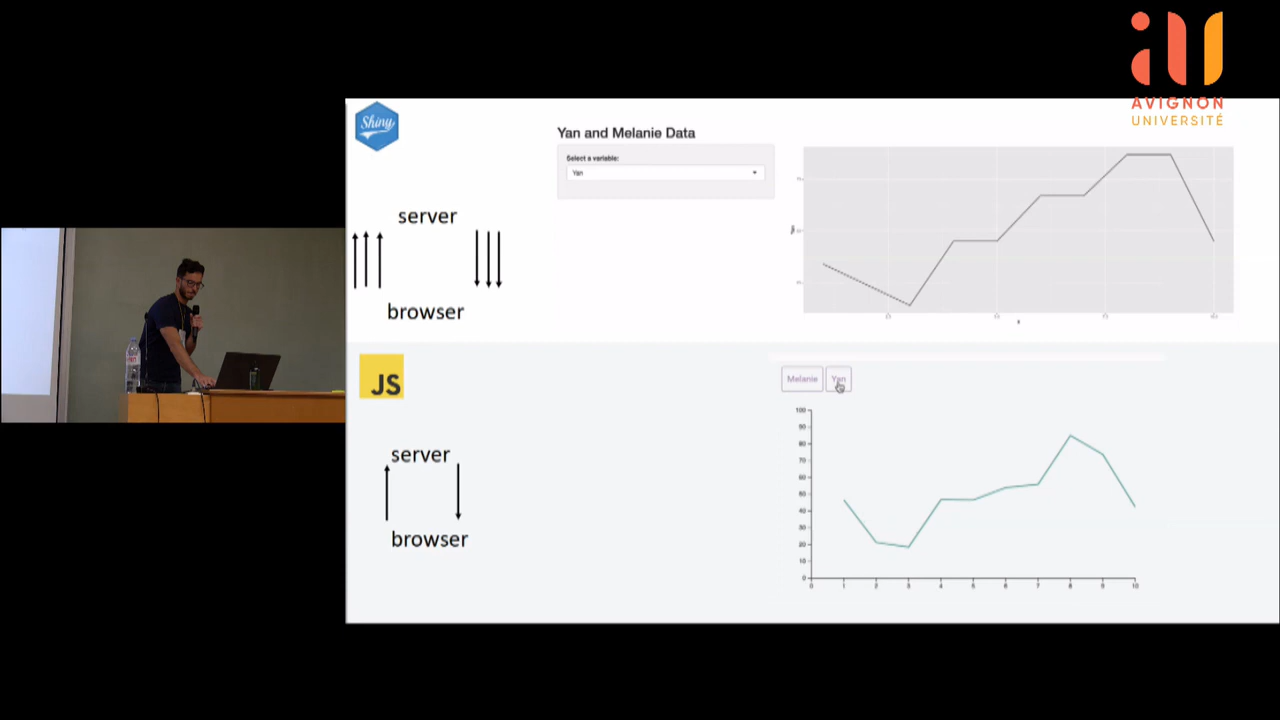 AVIGNON
UNIVERSITÉ
Shiny
Yan and Melanie Data
Select a variable:
Yan
server
browser
JS
Melanie Yan
server
browser
100
90
80
70
60
50
40
30
20
10
0
0 1 2 3 4 5 6 7 8 9 10